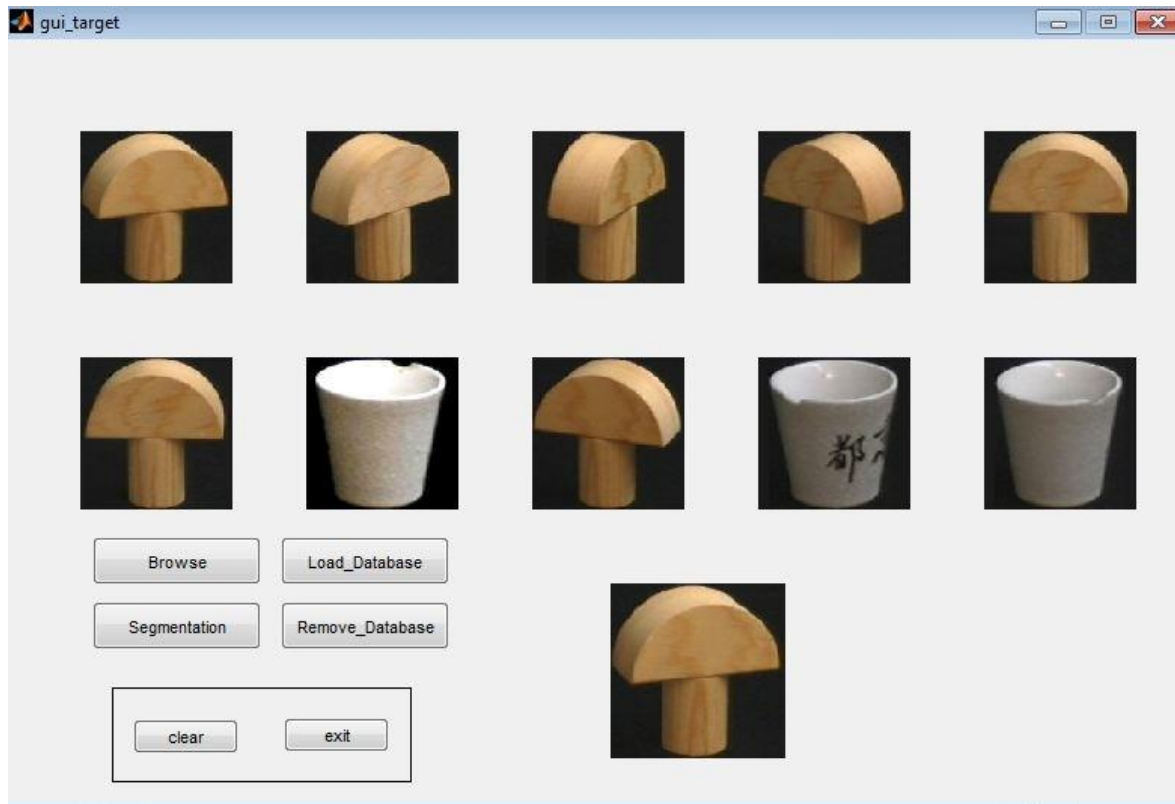 gui_target
都
Browse
Load_Database
Segmentation
Remove_Database
clear
exit